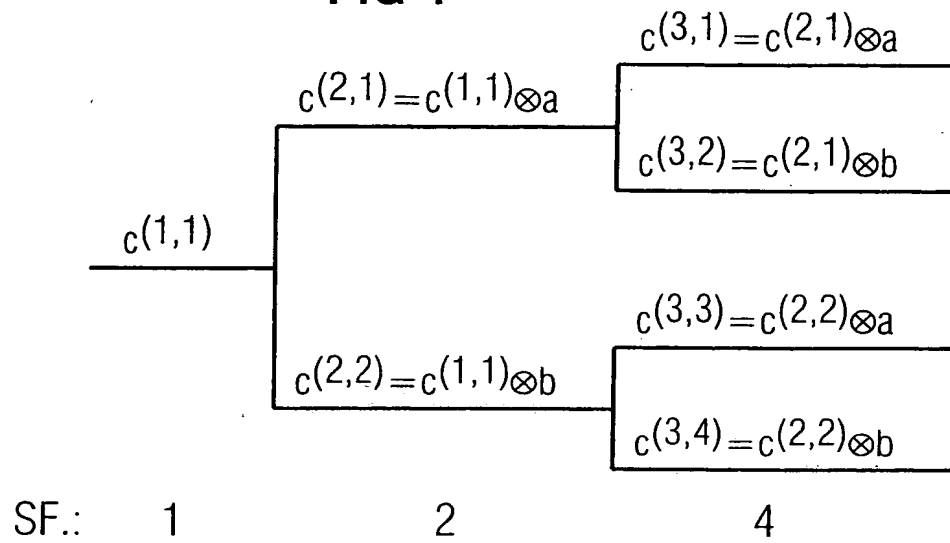 c(3,1)=c(2,1)⊗a
c(2,1)=c(1,1)⊗a
c(3,2)=c(2,1)⊗b
c(1,1)
c(3,3)=c(2,2)⊗a
c(2,2)=c(1,1)⊗b
c(3,4)=c(2,2)⊗b
SF.: 1 2 4